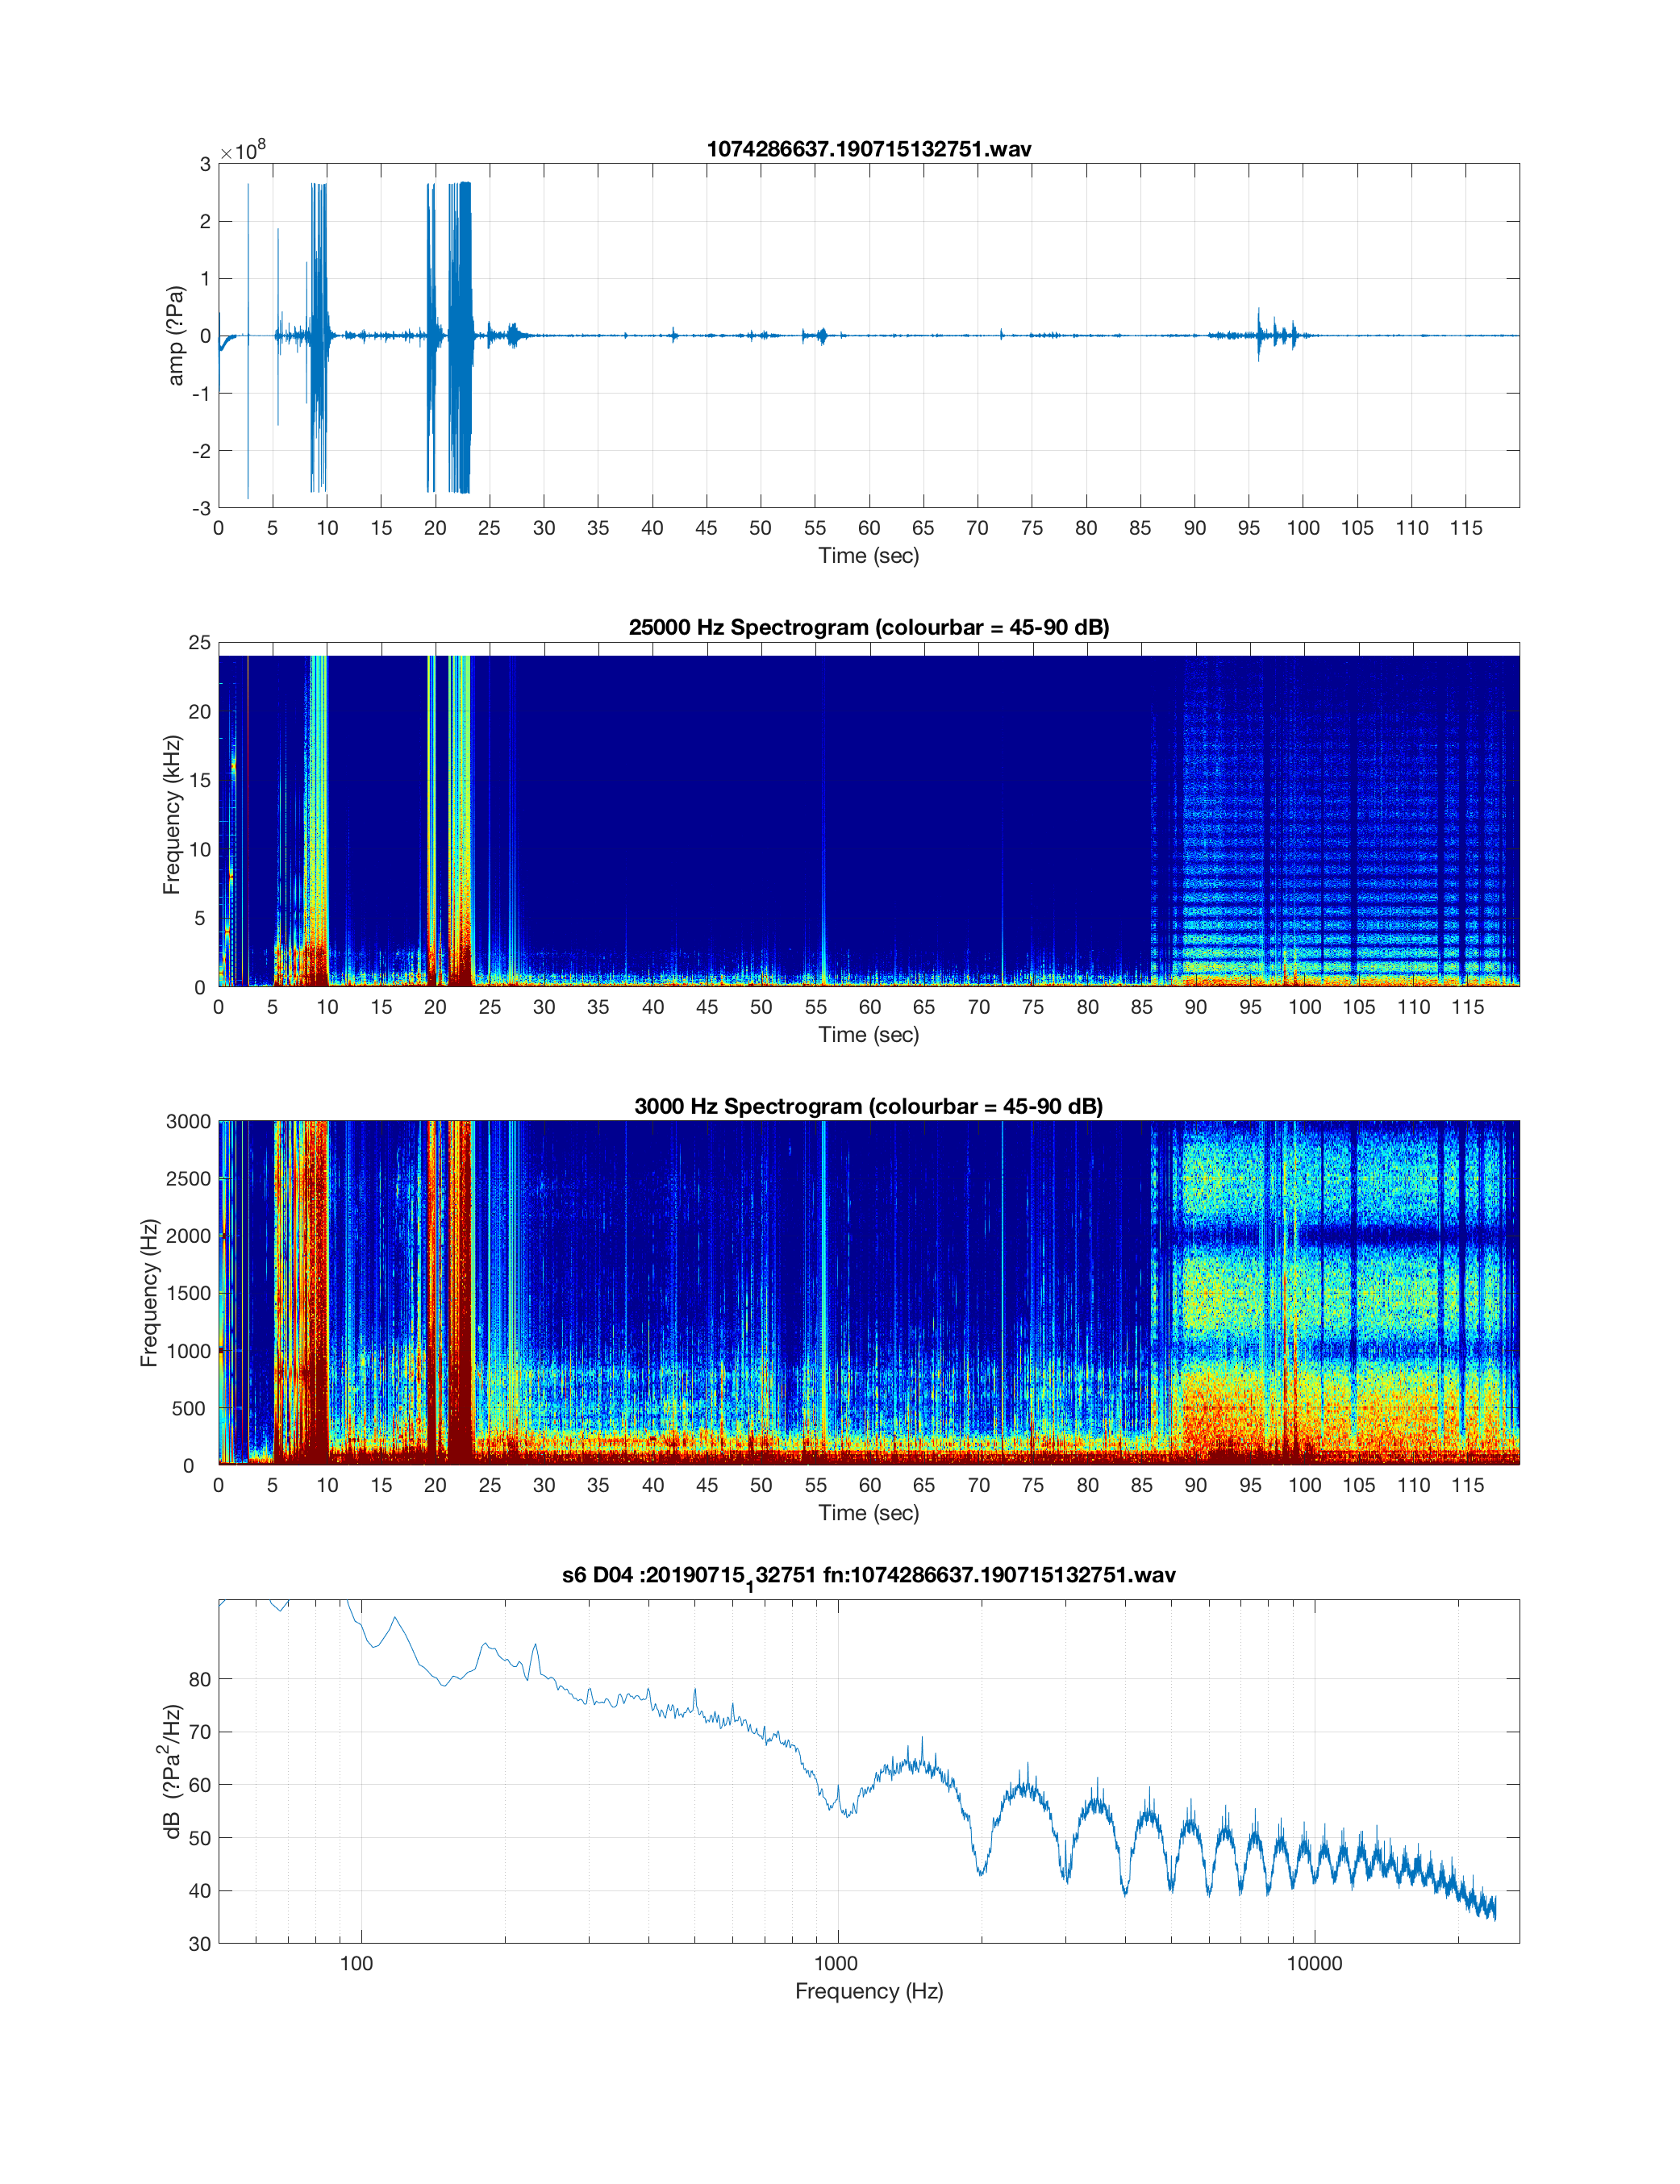 1074286637.190715132751.wav
×10^8
3
2
1
0
-1
-2
-3
amp (?Pa)
0 5 10 15 20 25 30 35 40 45 50 55 60 65 70 75 80 85 90 95 100 105 110 115
Time (sec)
25000 Hz Spectrogram (colourbar = 45-90 dB)
25
20
15
10
5
0
Frequency (kHz)
0 5 10 15 20 25 30 35 40 45 50 55 60 65 70 75 80 85 90 95 100 105 110 115
Time (sec)
3000 Hz Spectrogram (colourbar = 45-90 dB)
3000
2500
2000
1500
1000
500
0
Frequency (Hz)
0 5 10 15 20 25 30 35 40 45 50 55 60 65 70 75 80 85 90 95 100 105 110 115
Time (sec)
s6 D04 :20190715_132751 fn:1074286637.190715132751.wav
80
70
60
50
40
30
dB (?Pa^2/Hz)
100 1000 10000
Frequency (Hz)